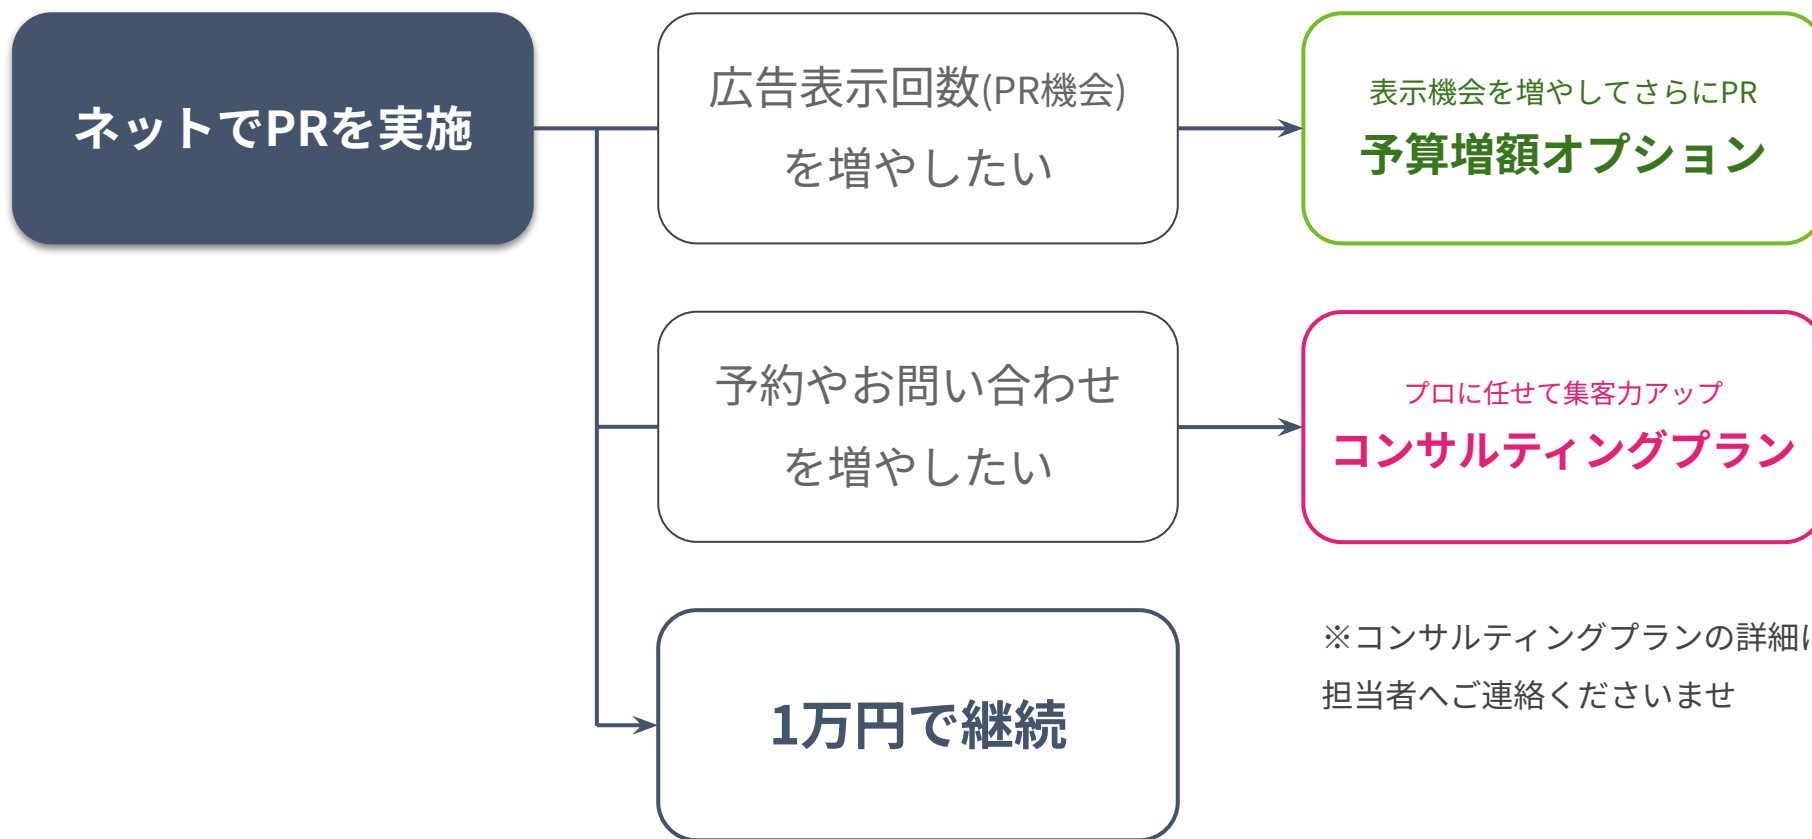 ネットでPRを実施
広告表示回数(PR機会)
を増やしたい
表示機会を増やしてさらにPR
予算増額オプション
予約やお問い合わせ
を増やしたい
プロに任せて集客力アップ
コンサルティングプラン
1万円で継続
※コンサルティングプランの詳細
担当者へご連絡くださいませ